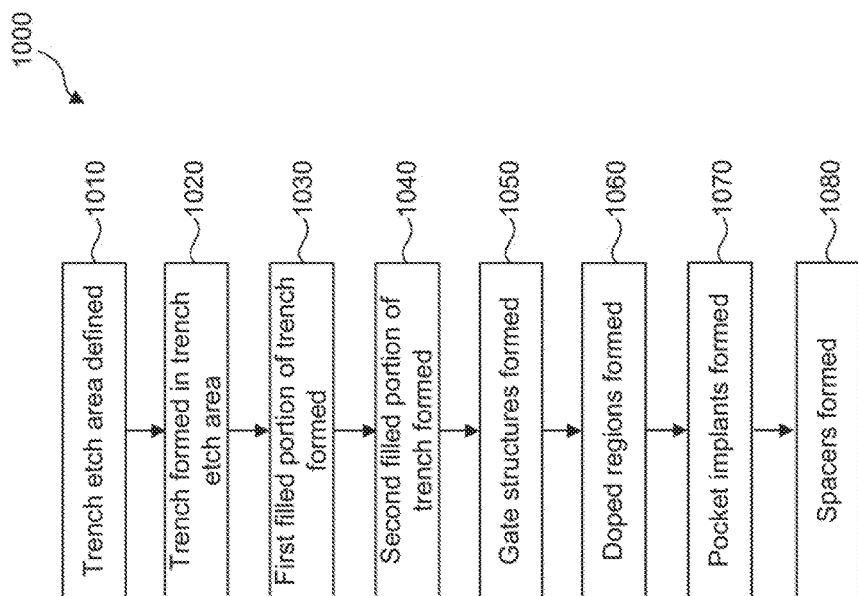 1000
Trench etch area defined
1010
Trench formed in trench
etch area
1020
First filled portion of trench
formed
1030
Second filled portion of
trench formed
1040
Gate structures formed
1050
Doped regions formed
1060
Pocket implants formed
1070
Spacers formed
1080